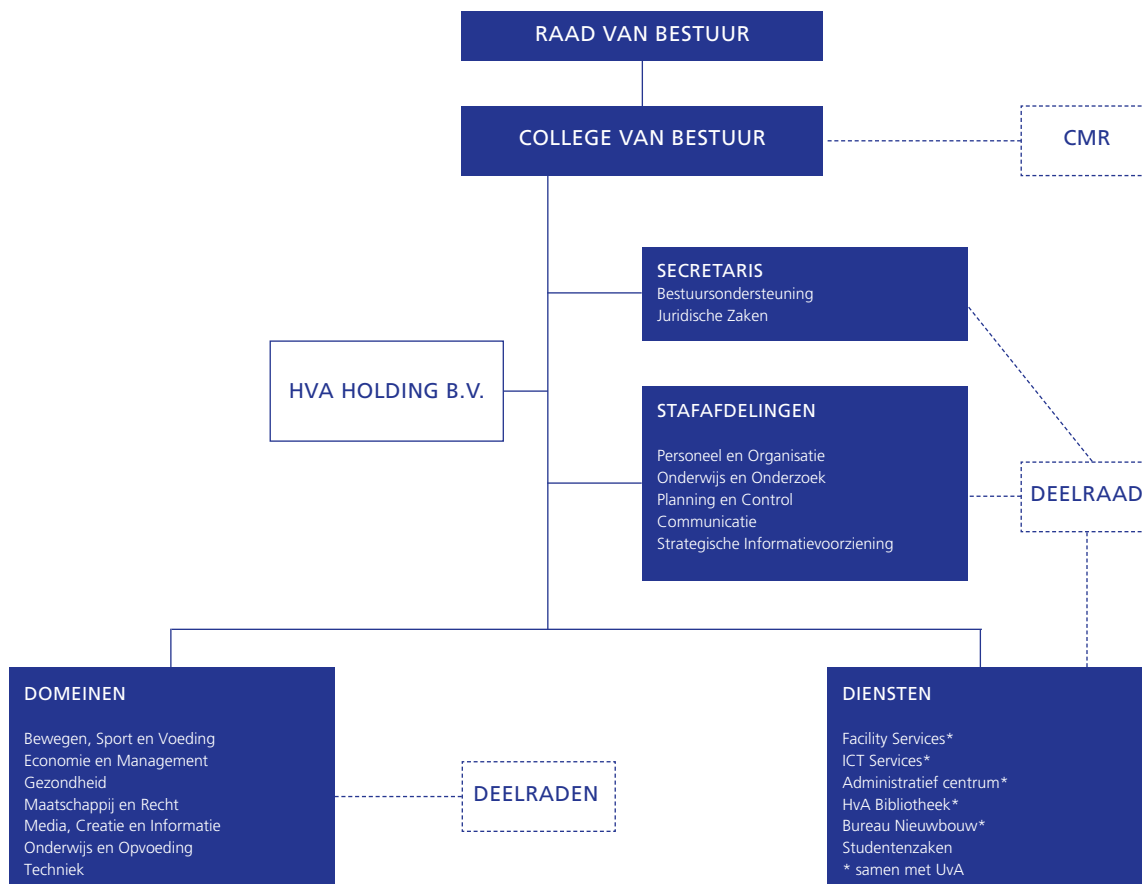 RAAD VAN BESTUUR
COLLEGE VAN BESTUUR
CMR
SECRETARIS
Bestuursondersteuning
Juridische Zaken
HVA HOLDING B.V.
STAFAFDELINGEN
Personeel en Organisatie
Onderwijs en Onderzoek
Planning en Control
Communicatie
Strategische Informatievoorziening
DEELRAAD
DOMEINEN
Bewegen, Sport en Voeding
Economie en Management
Gezondheid
Maatschappij en Recht
Media, Creatie en Informatie
Onderwijs en Opvoeding
Techniek
DEELRADEN
DIENSTEN
Facility Services*
ICT Services*
Administratief centrum*
HvA Bibliotheek*
Bureau Nieuwbouw*
Studentenzaken
* samen met UvA